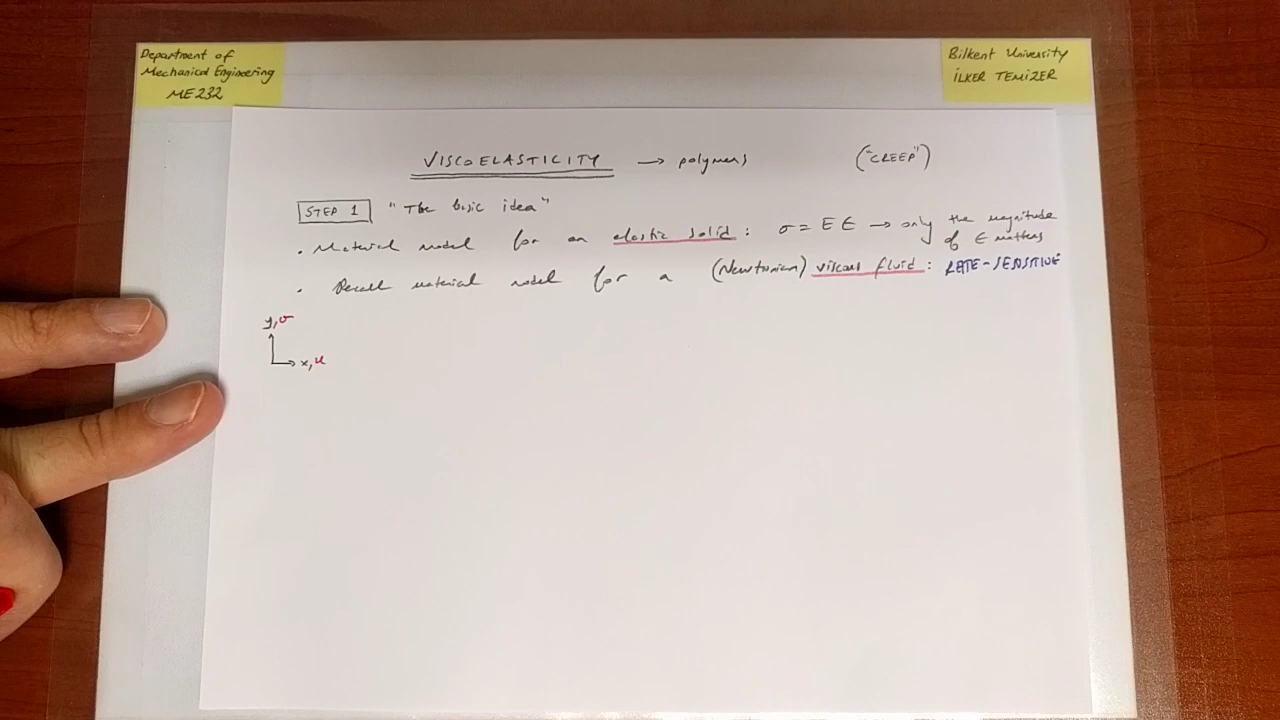 Department of
Mechanical Engineering
ME232
Bilkent University
İLKER TEMİZER
VISCOELASTICITY → polymers ("CREEP")
STEP 1 "The basic idea"
• Material model for an elastic solid : σ = E ε → only the magnitude of ε matters
• Recall material model for a (Newtonian) viscous fluid : RATE-SENSITIVE
y, v
x, u